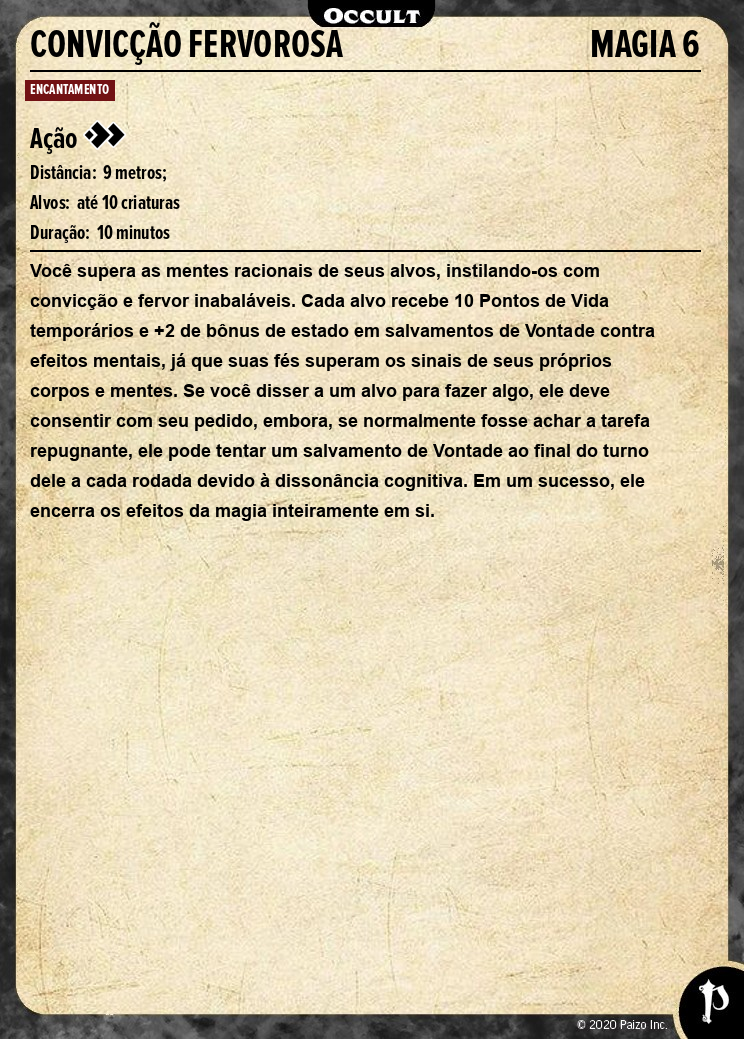 OCCULT
CONVICÇÃO FERVOROSA MAGIA 6
ENCANTAMENTO
Ação
Distância: 9 metros;
Alvos: até 10 criaturas
Duração: 10 minutos
Você supera as mentes racionais de seus alvos, instilando-os com
convicção e fervor inabaláveis. Cada alvo recebe 10 Pontos de Vida
temporários e +2 de bônus de estado em salvamentos de Vontade contra
efeitos mentais, já que suas fés superam os sinais de seus próprios
corpos e mentes. Se você disser a um alvo para fazer algo, ele deve
consentir com seu pedido, embora, se normalmente fosse achar a tarefa
repugnante, ele pode tentar um salvamento de Vontade ao final do turno
dele a cada rodada devido à dissonância cognitiva. Em um sucesso, ele
encerra os efeitos da magia inteiramente em si.
© 2020 Paizo Inc.
P